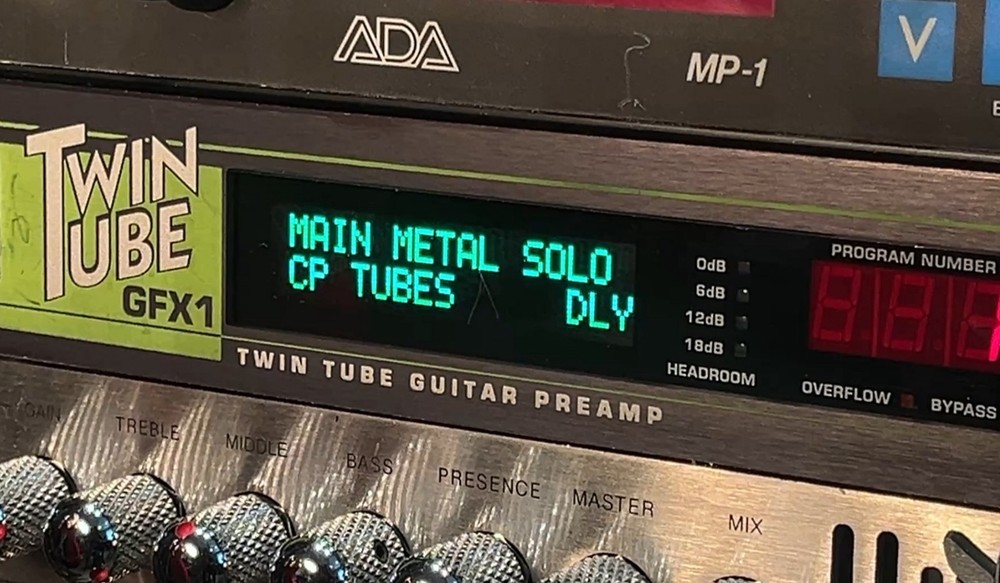 ADA
MP-1
V
TWIN
TUBE
GFX1
MAIN METAL SOLO
CP TUBES DLY
0dB
6dB
12dB
18dB
HEADROOM
PROGRAM NUMBER
OVERFLOW
BYPASS
TWIN TUBE GUITAR PREAMP
GAIN
TREBLE
MIDDLE
BASS
PRESENCE
MASTER
MIX